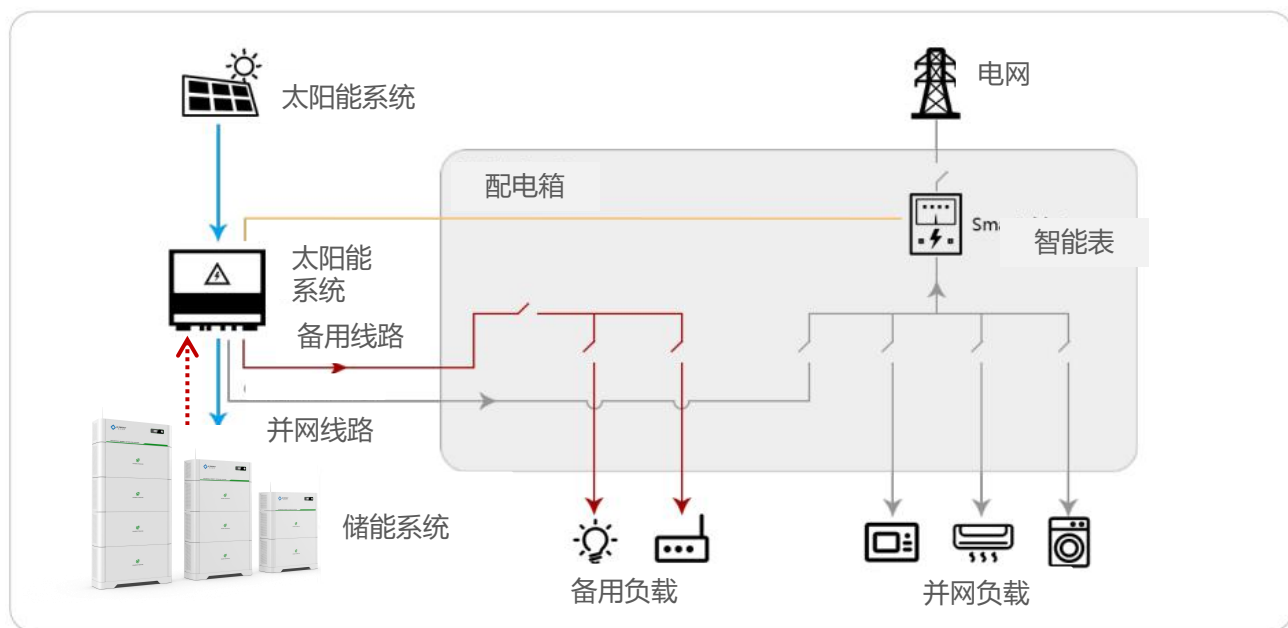 太阳能系统
电网
配电箱
Sma
智能表
太阳能
系统
备用线路
并网线路
储能系统
备用负载
并网负载